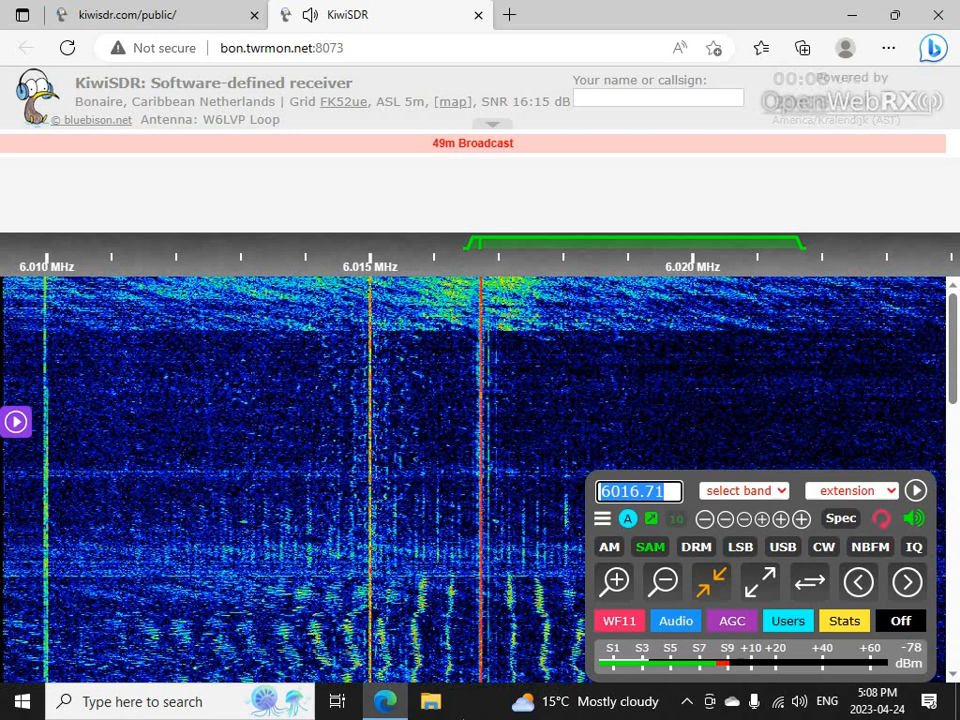 kiwisdr.com/public/
KiwiSDR
Not secure
bon.twrmon.net:8073
KiwiSDR: Software-defined receiver
Bonaire, Caribbean Netherlands | Grid FK52ue, ASL 5m, [map], SNR 16:15 dB
© bluebison.net Antenna: W6LVP Loop
Your name or callsign:
Powered by
OpenWebRX
America/Kralendijk (AST)
49m Broadcast
6.010 MHz
6.015 MHz
6.020 MHz
6016.71
select band
extension
A
10
Spec
AM
SAM
DRM
LSB
USB
CW
NBFM
IQ
WF11
Audio
AGC
Users
Stats
Off
S1 S3 S5 S7 S9 +10 +20 +40 +60
-78
dBm
Type here to search
15°C Mostly cloudy
ENG
5:08 PM
2023-04-24